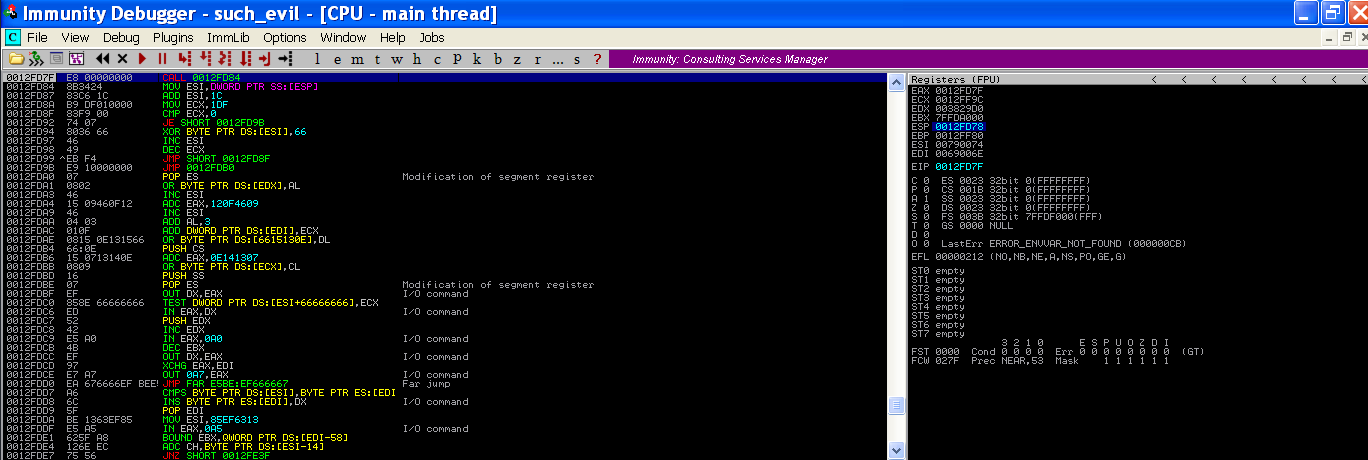 Immunity Debugger - such_evil - [CPU - main thread]
C File View Debug Plugins ImmLib Options Window Help Jobs
l e m t w h c P k b z r ... s ? Immunity: Consulting Services Manager
0012FD7F E8 00000000 CALL 0012FD84
0012FD84 8B3424 MOV ESI,DWORD PTR SS:[ESP]
0012FD87 83C6 1C ADD ESI,1C
0012FD8A B9 DF010000 MOV ECX,1DF
0012FD8F 83F9 00 CMP ECX,0
0012FD92 74 07 JE SHORT 0012FD9B
0012FD94 8036 66 XOR BYTE PTR DS:[ESI],66
0012FD97 46 INC ESI
0012FD98 49 DEC ECX
0012FD99 ^EB F4 JMP SHORT 0012FD8F
0012FD9B E9 10000000 JMP 0012FDB0
0012FDA0 07 POP ES Modification of segment register
0012FDA1 0802 OR BYTE PTR DS:[EDX],AL
0012FDA3 46 INC ESI
0012FDA4 15 09460F12 ADC EAX,120F4609
0012FDA9 46 INC ESI
0012FDAA 04 03 ADD AL,3
0012FDAC 010F ADD DWORD PTR DS:[EDI],ECX
0012FDAE 0815 0E131566 OR BYTE PTR DS:[6615130E],DL
0012FDB4 66:0E PUSH CS
0012FDB6 15 0713140E ADC EAX,0E141307
0012FDBB 0809 OR BYTE PTR DS:[ECX],CL
0012FDBD 16 PUSH SS
0012FDBE 07 POP ES Modification of segment register
0012FDBF EF OUT DX,EAX I/O command
0012FDC0 858E 66666666 TEST DWORD PTR DS:[ESI+66666666],ECX
0012FDC6 ED IN EAX,DX I/O command
0012FDC7 52 PUSH EDX
0012FDC8 42 INC EDX
0012FDC9 E5 A0 IN EAX,0A0 I/O command
0012FDCB 4B DEC EBX
0012FDCC EF OUT DX,EAX I/O command
0012FDCD 97 XCHG EAX,EDI
0012FDCE E7 A7 OUT 0A7,EAX I/O command
0012FDD0 EA 676666EF BEE! JMP FAR E5BE:EF666667 Far jump
0012FDD7 A6 CMPS BYTE PTR DS:[ESI],BYTE PTR ES:[EDI
0012FDD8 6C INS BYTE PTR ES:[EDI],DX I/O command
0012FDD9 5F POP EDI
0012FDDA BE 1363EF85 MOV ESI,85EF6313
0012FDDF E5 A5 IN EAX,0A5 I/O command
0012FDE1 625F A8 BOUND EBX,QWORD PTR DS:[EDI-58]
0012FDE4 126E EC ADC CH,BYTE PTR DS:[ESI-14]
0012FDE7 75 56 JNZ SHORT 0012FE3F
Registers (FPU) < < < < < < < <
EAX 0012FD7F
ECX 0012FF9C
EDX 003829D0
EBX 7FFDA000
ESP 0012FD78
EBP 0012FF80
ESI 00790074
EDI 0069006E
EIP 0012FD7F
C 0 ES 0023 32bit 0(FFFFFFFF)
P 0 CS 001B 32bit 0(FFFFFFFF)
A 1 SS 0023 32bit 0(FFFFFFFF)
Z 0 DS 0023 32bit 0(FFFFFFFF)
S 0 FS 003B 32bit 7FFDF000(FFF)
T 0 GS 0000 NULL
D 0
O 0 LastErr ERROR_ENVVAR_NOT_FOUND (000000CB)
EFL 00000212 (NO,NB,NE,A,NS,PO,GE,G)
ST0 empty
ST1 empty
ST2 empty
ST3 empty
ST4 empty
ST5 empty
ST6 empty
ST7 empty
3 2 1 0 E S P U O Z D I
FST 0000 Cond 0 0 0 0 Err 0 0 0 0 0 0 0 0 (GT)
FCW 027F Prec NEAR,53 Mask 1 1 1 1 1 1